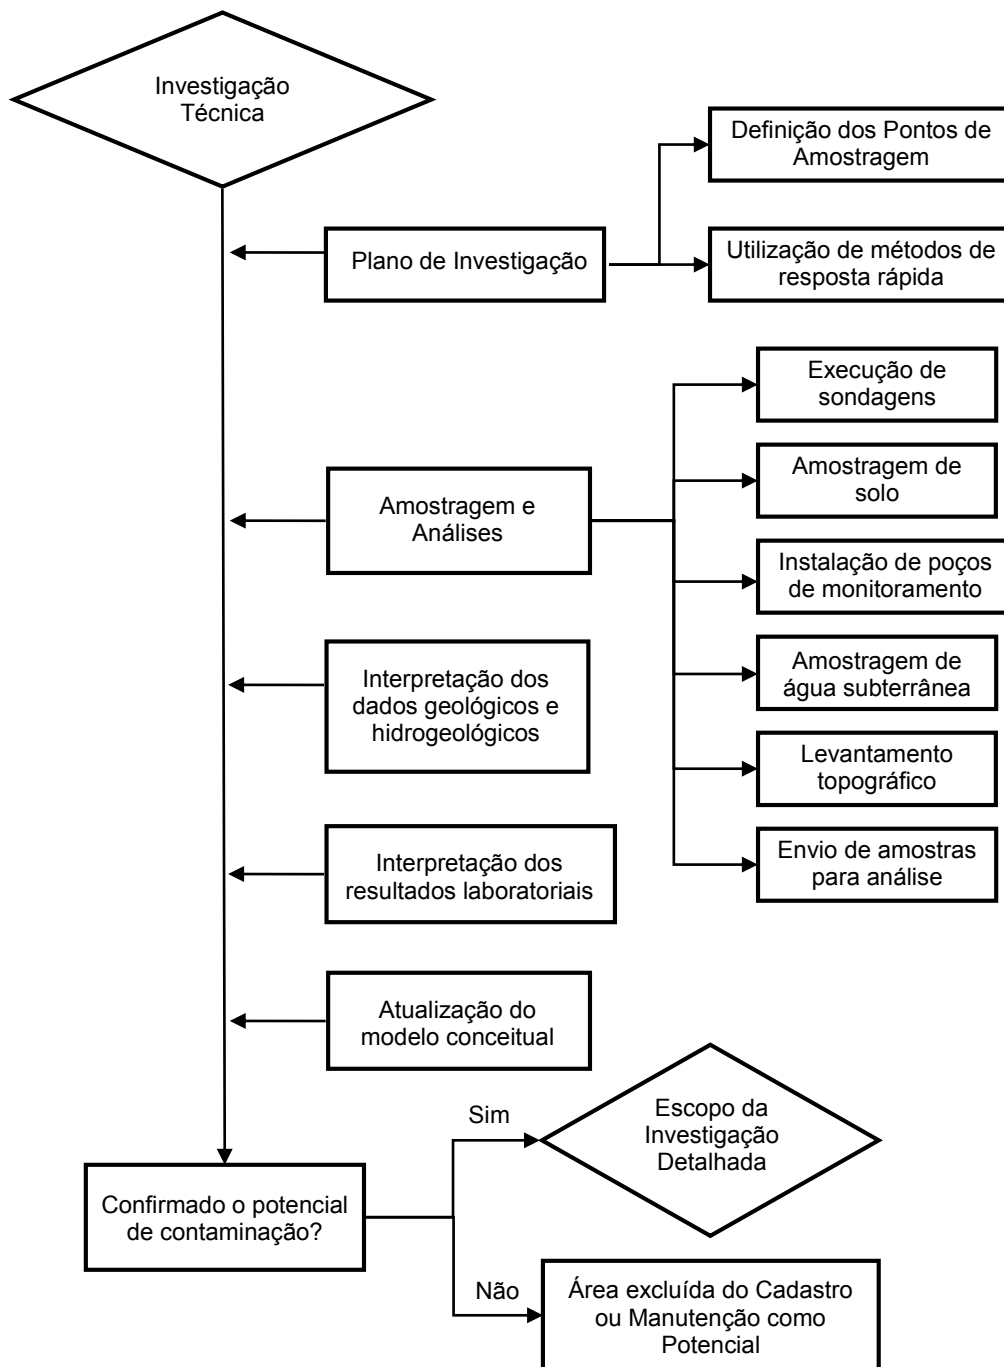 Investigação
Técnica
Definição dos Pontos de
Amostragem
Plano de Investigação
Utilização de métodos de
resposta rápida
Execução de
sondagens
Amostragem e
Análises
Amostragem de
solo
Instalação de poços
de monitoramento
Amostragem de
água subterrânea
Levantamento
topográfico
Envio de amostras
para análise
Interpretação dos
dados geológicos e
hidrogeológicos
Interpretação dos
resultados laboratoriais
Atualização do
modelo conceitual
Confirmado o potencial
de contaminação?
Sim
Escopo da
Investigação
Detalhada
Não
Área excluída do Cadastro
ou Manutenção como
Potencial